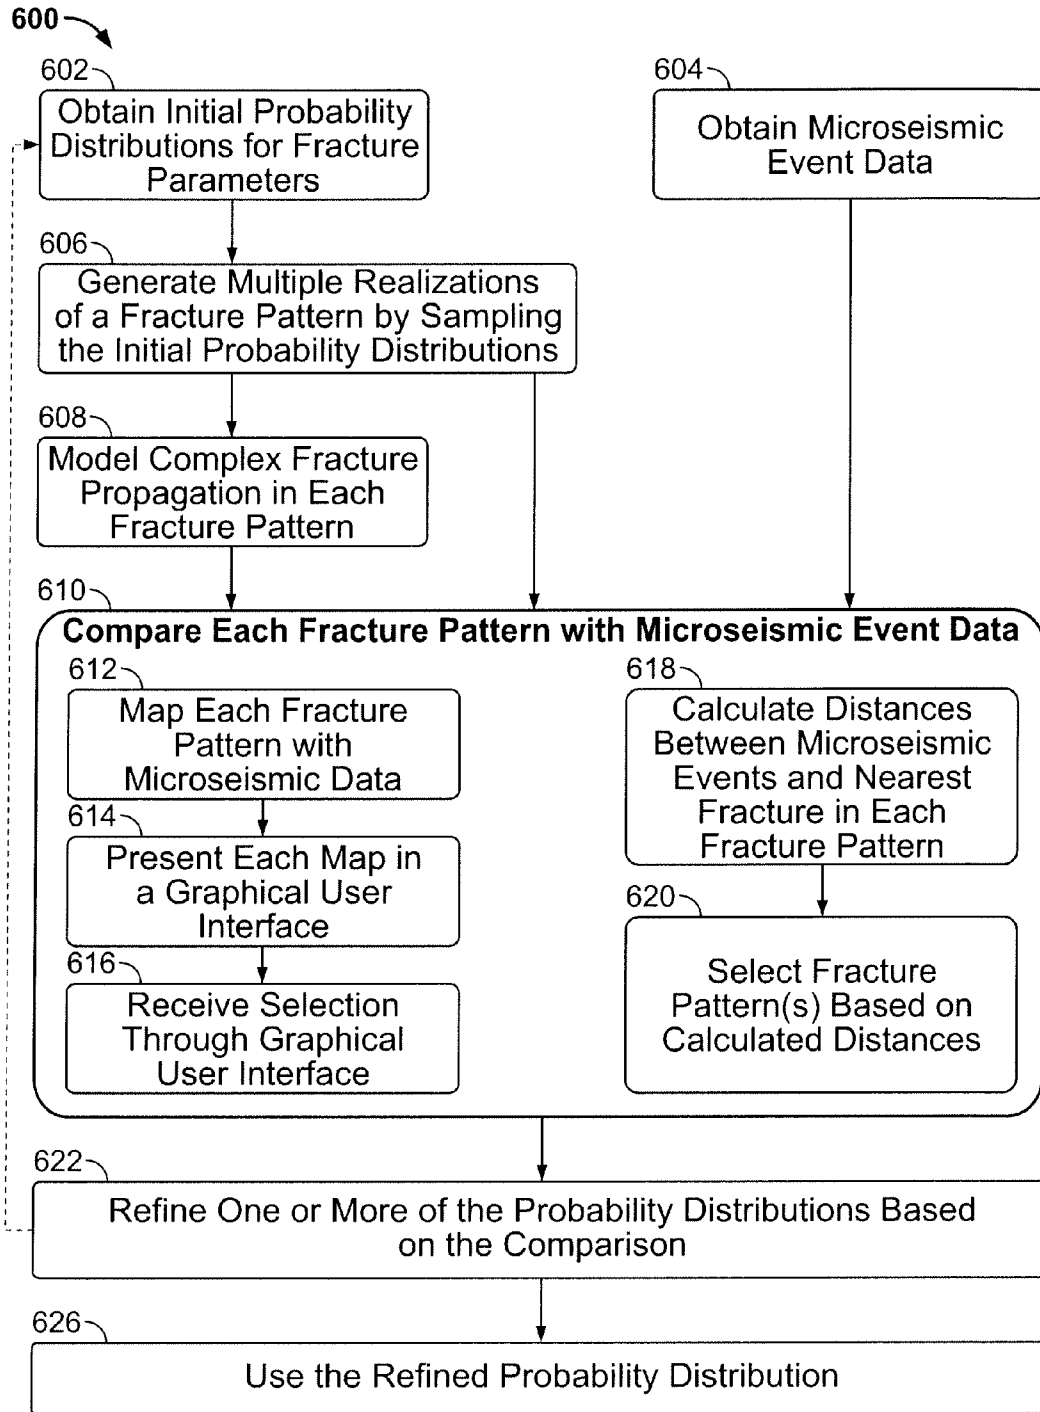 600
602
Obtain Initial Probability
Distributions for Fracture
Parameters
604
Obtain Microseismic
Event Data
606
Generate Multiple Realizations
of a Fracture Pattern by Sampling
the Initial Probability Distributions
608
Model Complex Fracture
Propagation in Each
Fracture Pattern
610
Compare Each Fracture Pattern with Microseismic Event Data
612
Map Each Fracture
Pattern with
Microseismic Data
614
Present Each Map in
a Graphical User
Interface
616
Receive Selection
Through Graphical
User Interface
618
Calculate Distances
Between Microseismic
Events and Nearest
Fracture in Each
Fracture Pattern
620
Select Fracture
Pattern(s) Based on
Calculated Distances
622
Refine One or More of the Probability Distributions Based
on the Comparison
626
Use the Refined Probability Distribution